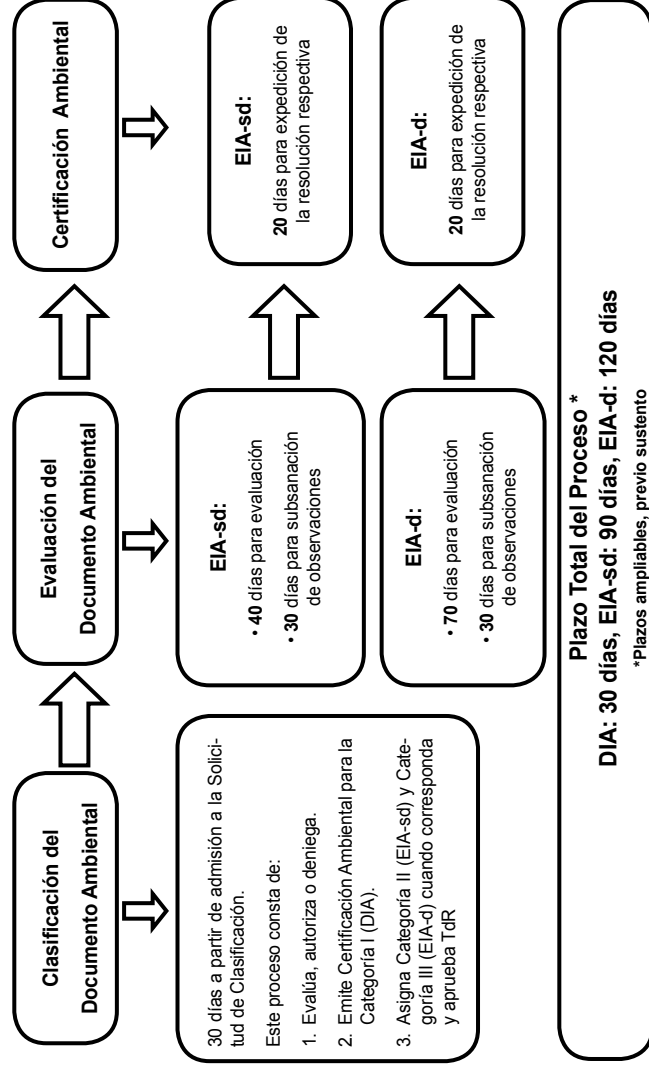 Clasificación del
Documento Ambiental
30 días a partir de admisión a la Solici-
tud de Clasificación.
Este proceso consta de:
1. Evalúa, autoriza o deniega.
2. Emite Certificación Ambiental para la
Categoría I (DIA).
3. Asigna Categoría II (EIA-sd) y Cate-
goría III (EIA-d) cuando corresponda
y aprueba TdR
Evaluación del
Documento Ambiental
EIA-sd:
• 40 días para evaluación
• 30 días para subsanación
de observaciones
EIA-d:
• 70 días para evaluación
• 30 días para subsanación
de observaciones
Certificación Ambiental
EIA-sd:
20 días para expedición de
la resolución respectiva
EIA-d:
20 días para expedición de
la resolución respectiva
Plazo Total del Proceso *
DIA: 30 días, EIA-sd: 90 días, EIA-d: 120 días
*Plazos ampliables, previo sustento